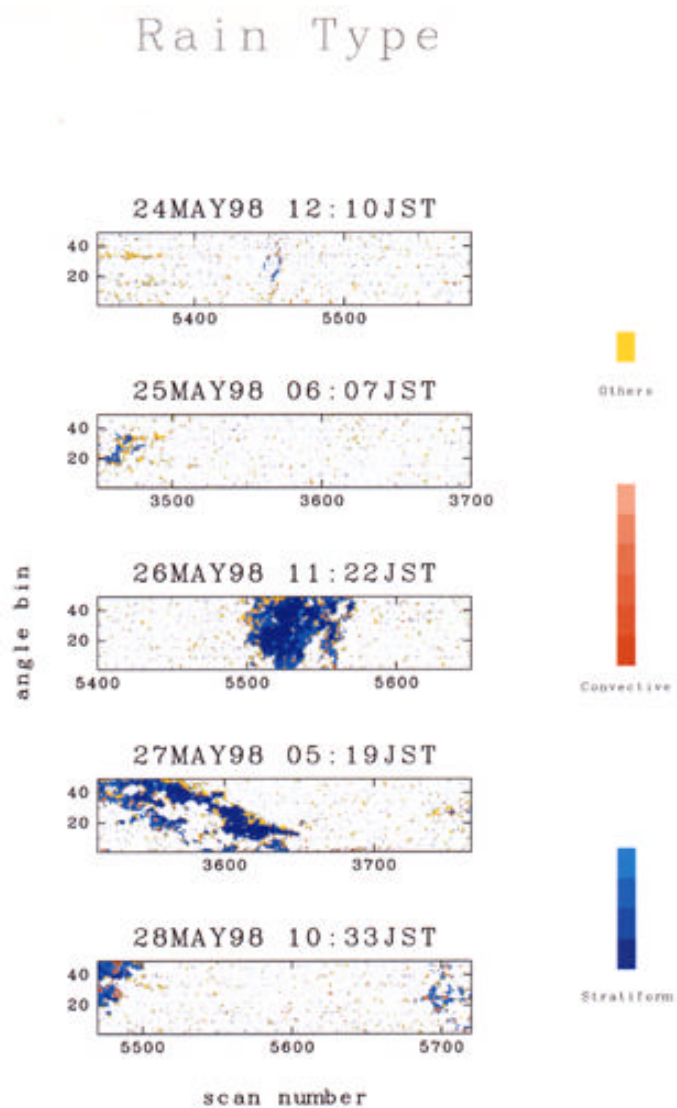 Rain Type
24MAY98 12:10JST
40
20
5400 5500
25MAY98 06:07JST
40
20
3500 3600 3700
26MAY98 11:22JST
40
20
5400 5500 5600
27MAY98 05:19JST
40
20
3600 3700
28MAY98 10:33JST
40
20
5500 5600 5700
angle bin
scan number
Others
Convective
Stratiform